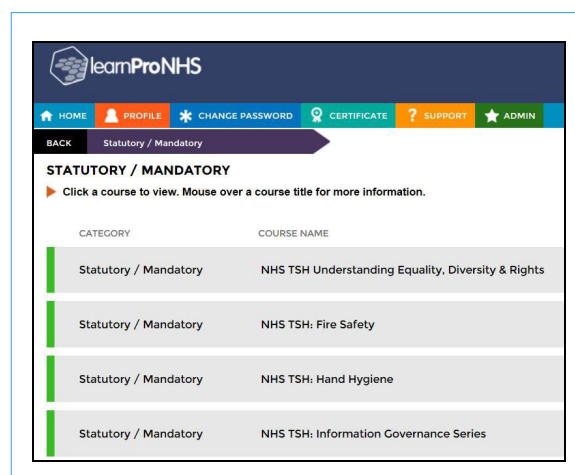 learnProNHS
HOME PROFILE CHANGE PASSWORD CERTIFICATE SUPPORT ADMIN
BACK Statutory / Mandatory
STATUTORY / MANDATORY
Click a course to view. Mouse over a course title for more information.
CATEGORY COURSE NAME
Statutory / Mandatory NHS TSH Understanding Equality, Diversity & Rights
Statutory / Mandatory NHS TSH: Fire Safety
Statutory / Mandatory NHS TSH: Hand Hygiene
Statutory / Mandatory NHS TSH: Information Governance Series